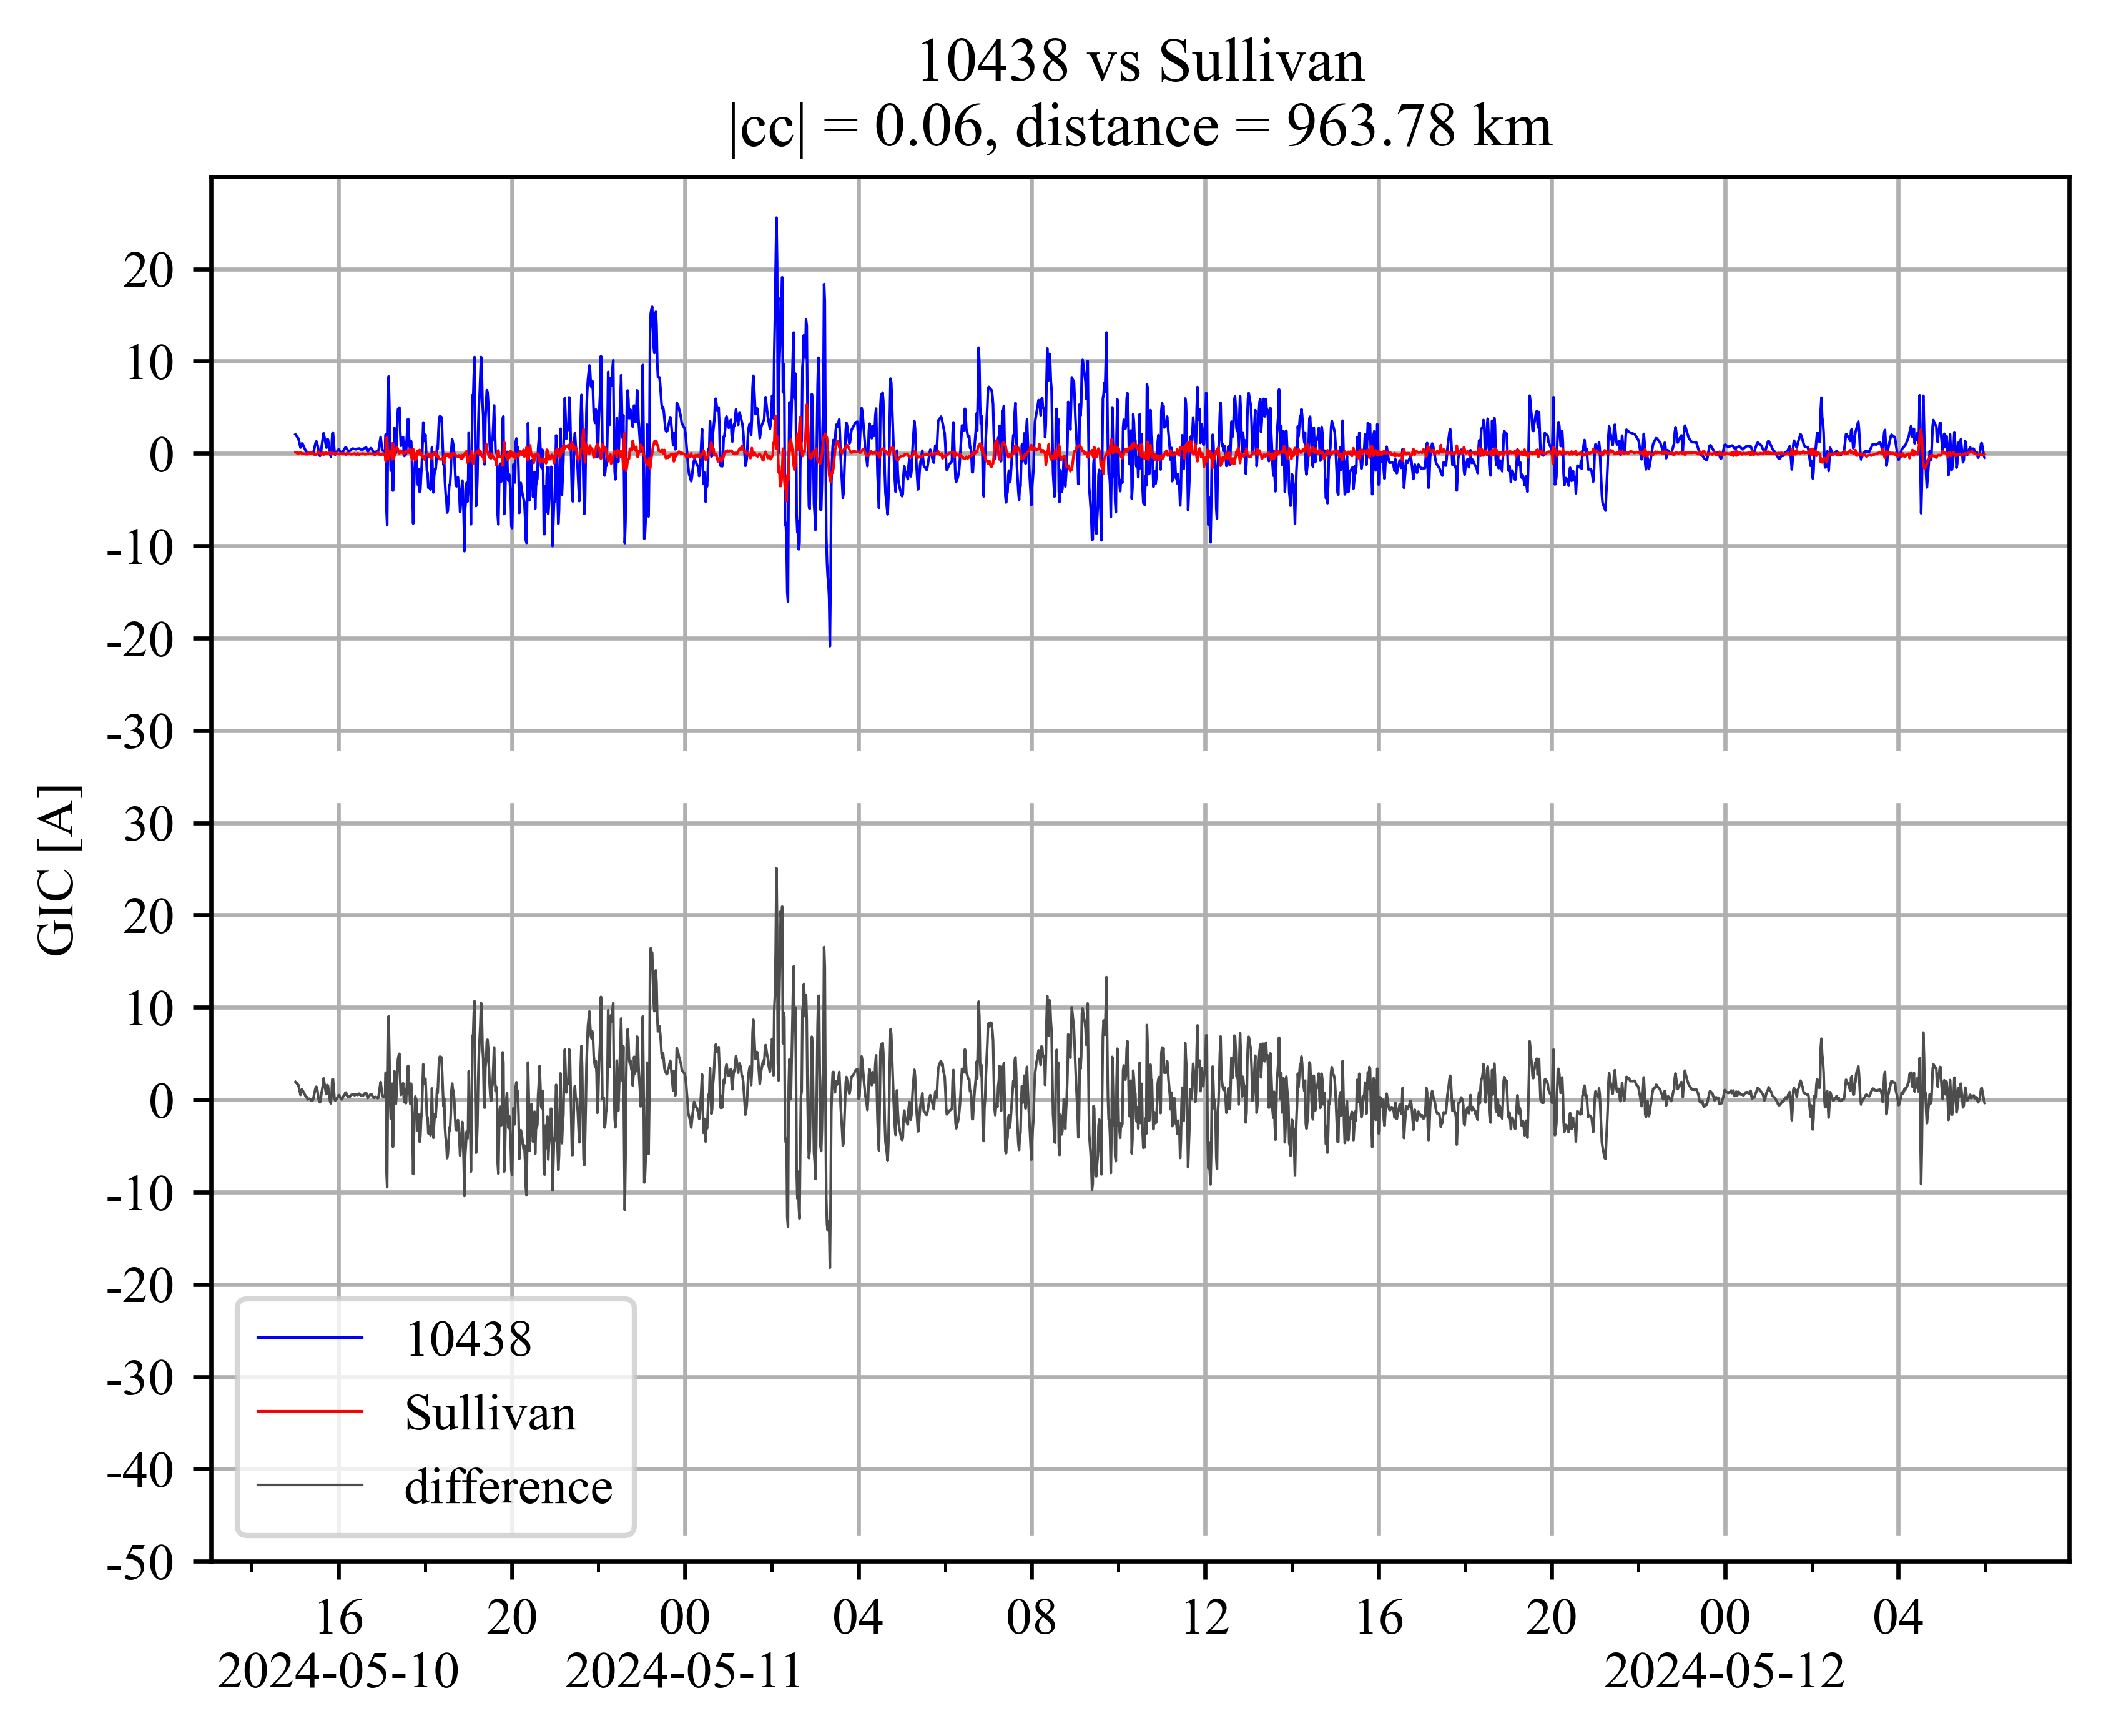 10438 vs Sullivan
|cc| = 0.06, distance = 963.78 km
20
10
0
-10
-20
-30
30
20
10
0
-10
-20
-30
-40
-50
GIC [A]
10438
Sullivan
difference
16 20 00 04 08 12 16 20 00 04
2024-05-10 2024-05-11 2024-05-12